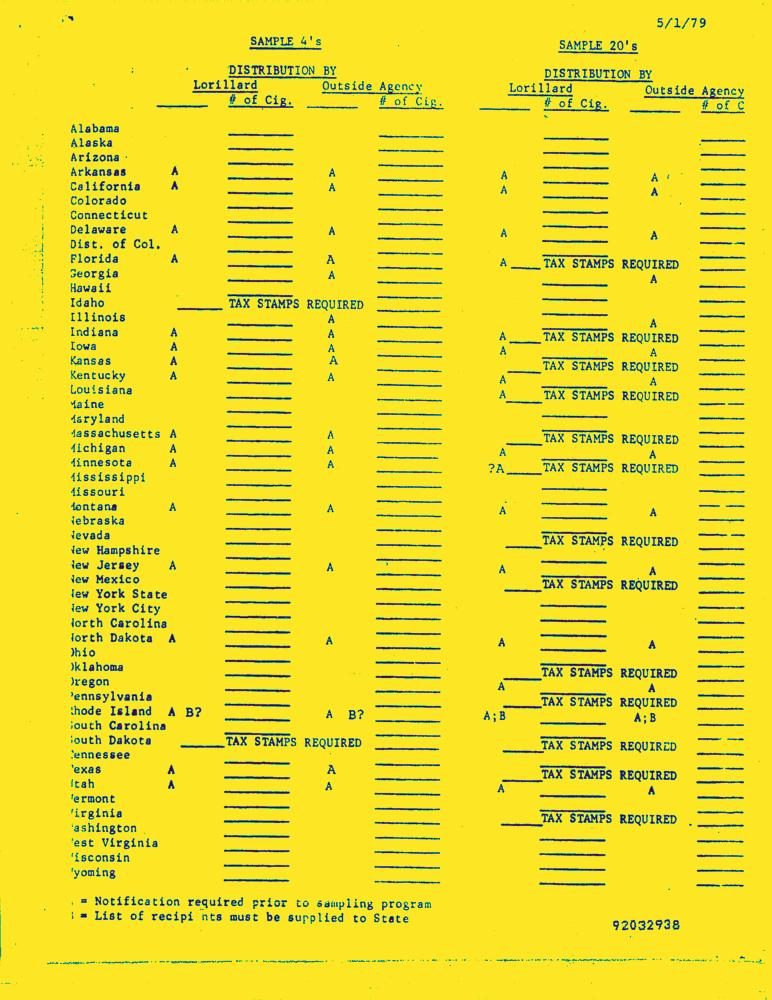 5/1/79
SAMPLE 4's SAMPLE 20's
DISTRIBUTION BY DISTRIBUTION BY
Lorillard Outside Agency Lorillard Outside Agency
# of Cig. # of Cig. # of Cig. # of C
Alabama
Alaska
Arizona
Arkansas A A A A
California A A A A
Colorado
Connecticut
Delaware A A A A
Dist. of Col.
Florida A A A TAX STAMPS REQUIRED
Georgia A A
Hawaii
Idaho TAX STAMPS REQUIRED
Illinois A A
Indiana A A A TAX STAMPS REQUIRED
Iowa A A A A
Kansas A A TAX STAMPS REQUIRED
Kentucky A A A A
Louisiana A TAX STAMPS REQUIRED
Maine
Maryland
Massachusetts A A TAX STAMPS REQUIRED
Michigan A A A A
Minnesota A A ?A TAX STAMPS REQUIRED
Mississippi
Missouri
Montana A A A A
Nebraska
Nevada TAX STAMPS REQUIRED
New Hampshire
New Jersey A A A A
New Mexico TAX STAMPS REQUIRED
New York State
New York City
North Carolina
North Dakota A A A A
Ohio
Oklahoma TAX STAMPS REQUIRED
Oregon A A
Pennsylvania TAX STAMPS REQUIRED
Rhode Island A B? A B? A;B A;B
South Carolina
South Dakota TAX STAMPS REQUIRED TAX STAMPS REQUIRED
Tennessee
Texas A A TAX STAMPS REQUIRED
Utah A A A A
Vermont
Virginia TAX STAMPS REQUIRED
Washington
West Virginia
Wisconsin
Wyoming
= Notification required prior to sampling program
= List of recipi nts must be supplied to State
92032938